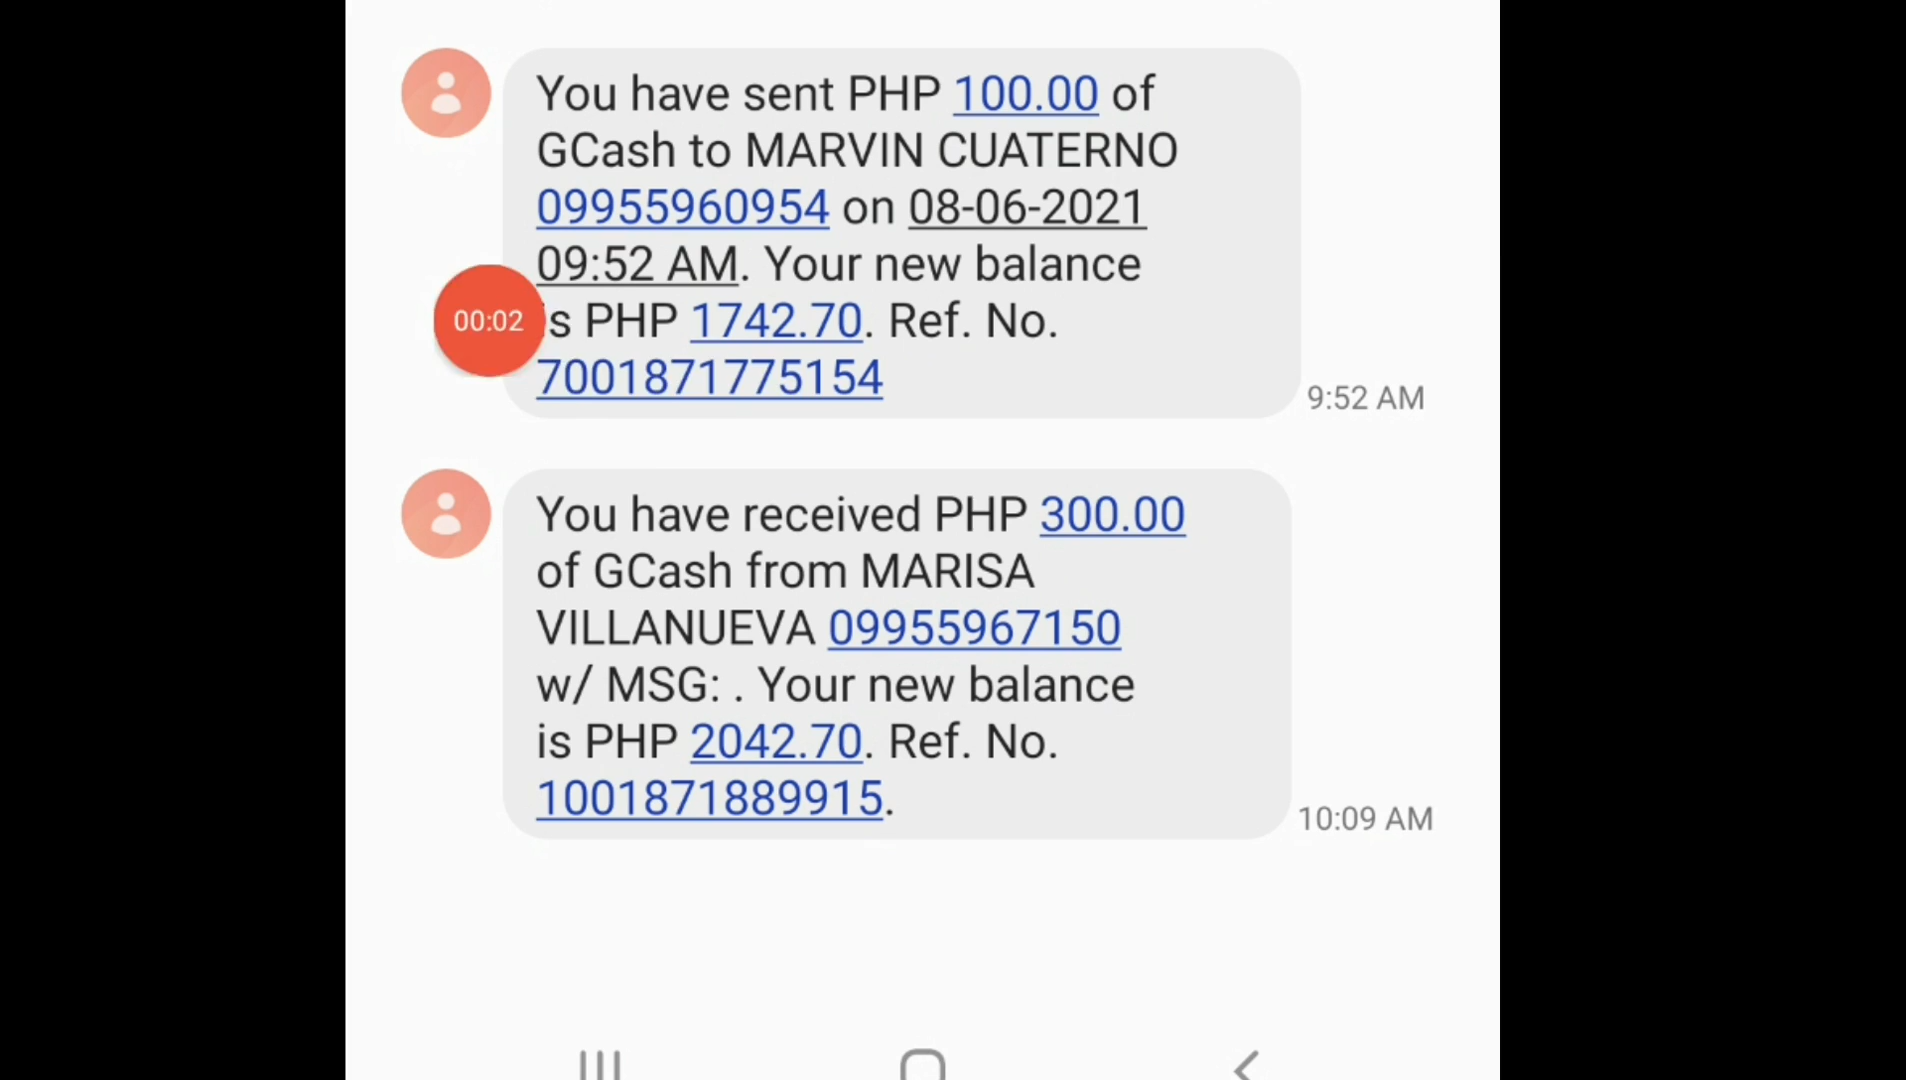 You have sent PHP 100.00 of
GCash to MARVIN CUATERNO
09955960954 on 08-06-2021
09:52 AM. Your new balance
00:02
is PHP 1742.70. Ref. No.
7001871775154
9:52 AM
You have received PHP 300.00
of GCash from MARISA
VILLANUEVA 09955967150
w/ MSG: . Your new balance
is PHP 2042.70. Ref. No.
1001871889915.
10:09 AM